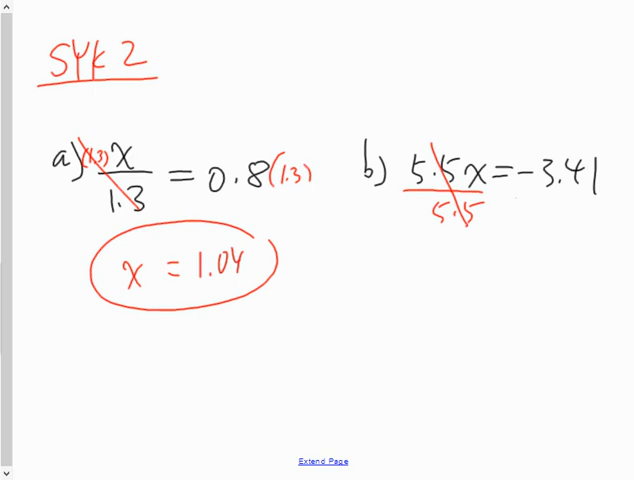 SYK 2
a) (1.3) x/1.3 = 0.8(1.3)
x = 1.04
b) 5.5x = -3.41
5.5
Extend Page